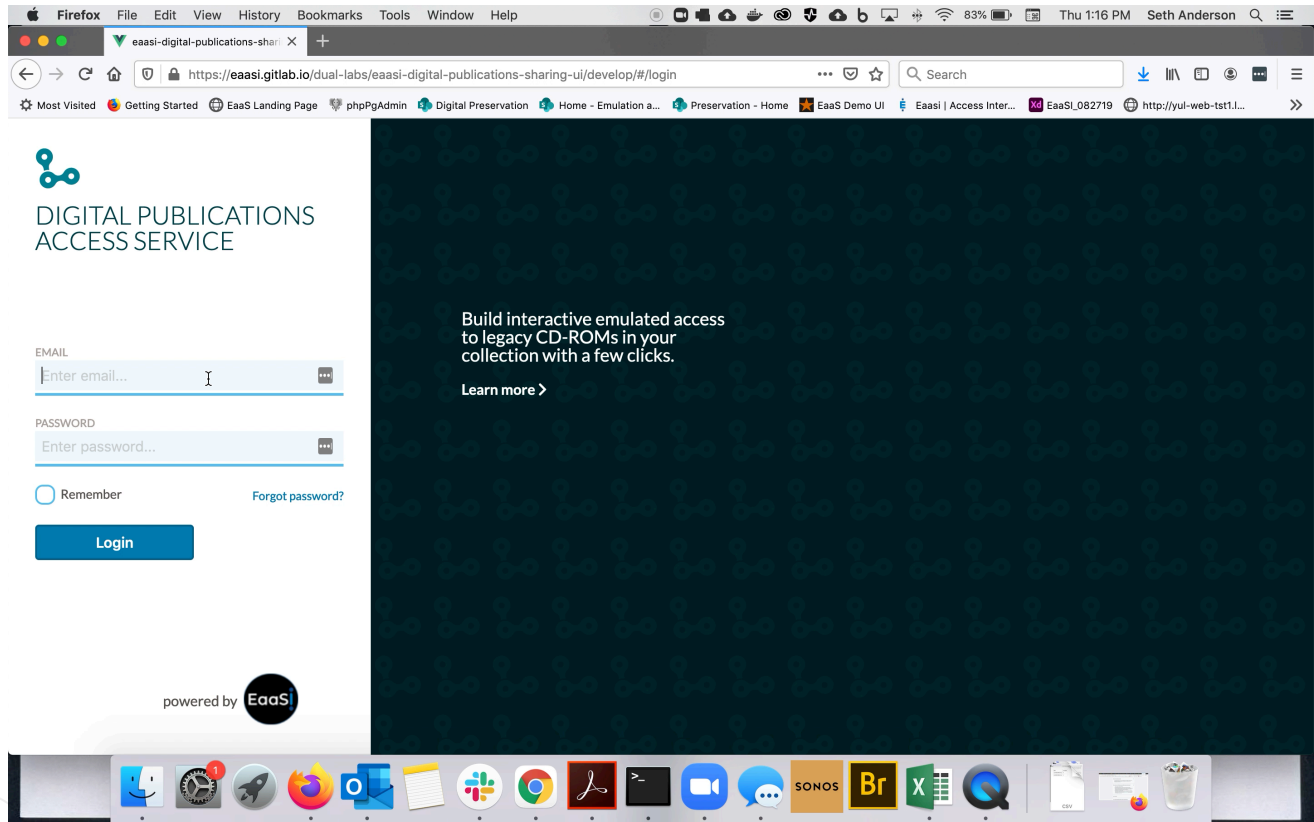 Firefox File Edit View History Bookmarks Tools Window Help 83% Thu 1:16 PM Seth Anderson
eaasi-digital-publications-shari
https://eaasi.gitlab.io/dual-labs/eaasi-digital-publications-sharing-ui/develop/#/login Search
Most Visited Getting Started EaaS Landing Page phpPgAdmin Digital Preservation Home - Emulation a... Preservation - Home EaaS Demo UI Eaasi | Access Inter... Xd EaaSI_082719 http://yul-web-tst1.l...
DIGITAL PUBLICATIONS
ACCESS SERVICE
EMAIL
Enter email...
PASSWORD
Enter password...
Remember Forgot password?
Login
powered by EaaSi
Build interactive emulated access
to legacy CD-ROMs in your
collection with a few clicks.
Learn more
1
SONOS
Br
CSV